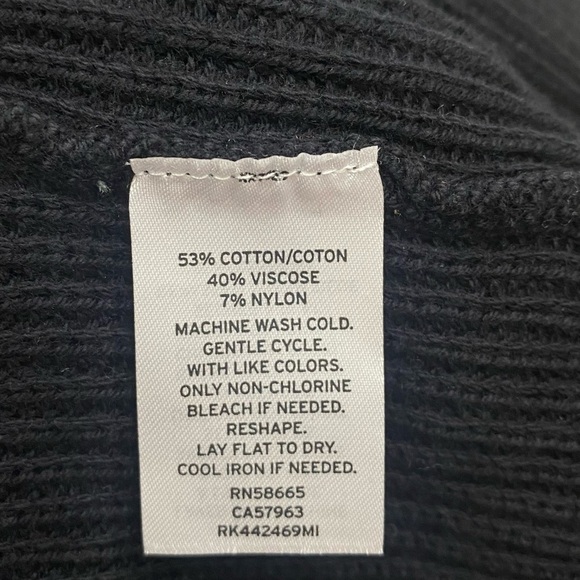 53% COTTON/COTON
40% VISCOSE
7% NYLON
MACHINE WASH COLD.
GENTLE CYCLE.
WITH LIKE COLORS.
ONLY NON-CHLORINE
BLEACH IF NEEDED.
RESHAPE.
LAY FLAT TO DRY.
COOL IRON IF NEEDED.
RN58665
CA57963
RK442469MI